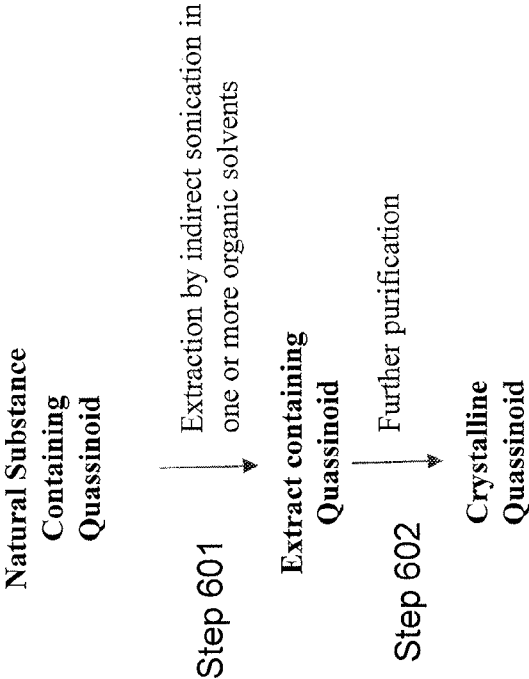 Natural Substance
Containing
Quassinoid
Step 601
Extraction by indirect sonication in
one or more organic solvents
Extract containing
Quassinoid
Step 602
Further purification
Crystalline
Quassinoid